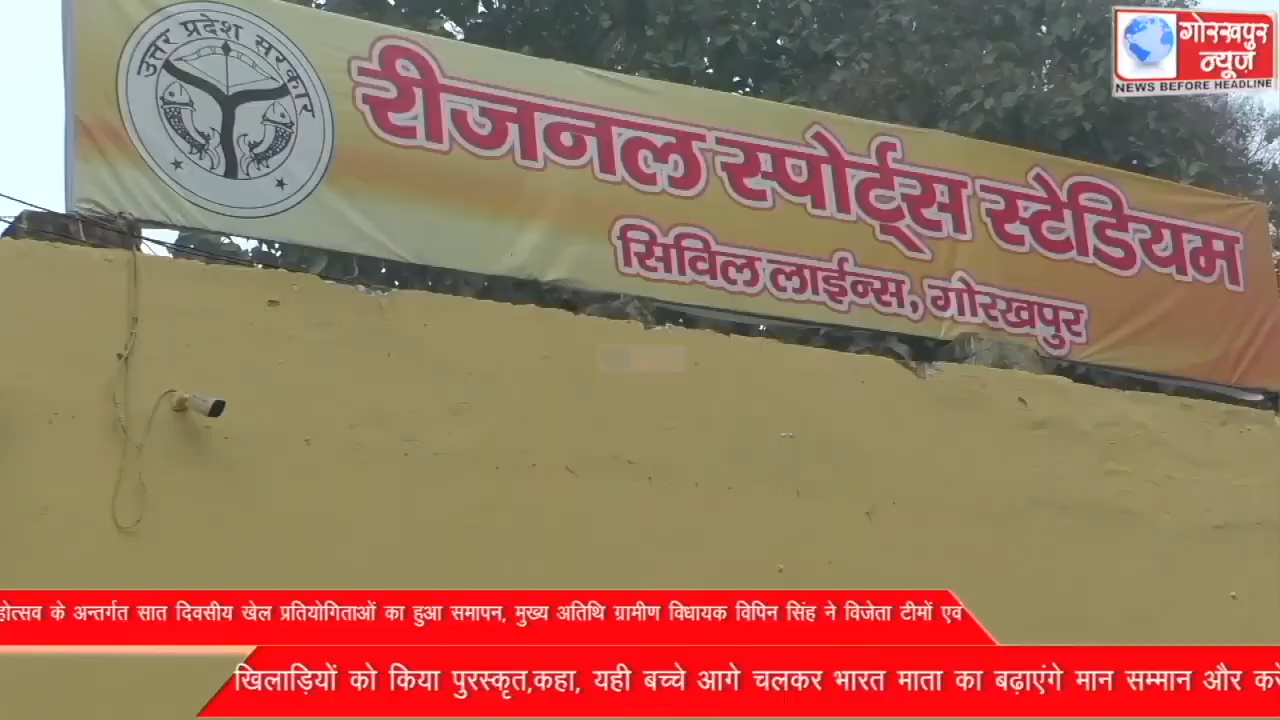 उत्तर प्रदेश सरकार
रीजनल स्पोर्ट्स स्टेडियम
सिविल लाईन्स, गोरखपुर
गोरखपुर
न्यूज
NEWS BEFORE HEADLINE
होत्सव के अन्तर्गत सात दिवसीय खेल प्रतियोगिताओं का हुआ समापन, मुख्य अतिथि ग्रामीण विधायक विपिन सिंह ने विजेता टीमों एवं
खिलाड़ियों को किया पुरस्कृत,कहा, यही बच्चे आगे चलकर भारत माता का बढ़ाएंगे मान सम्मान और